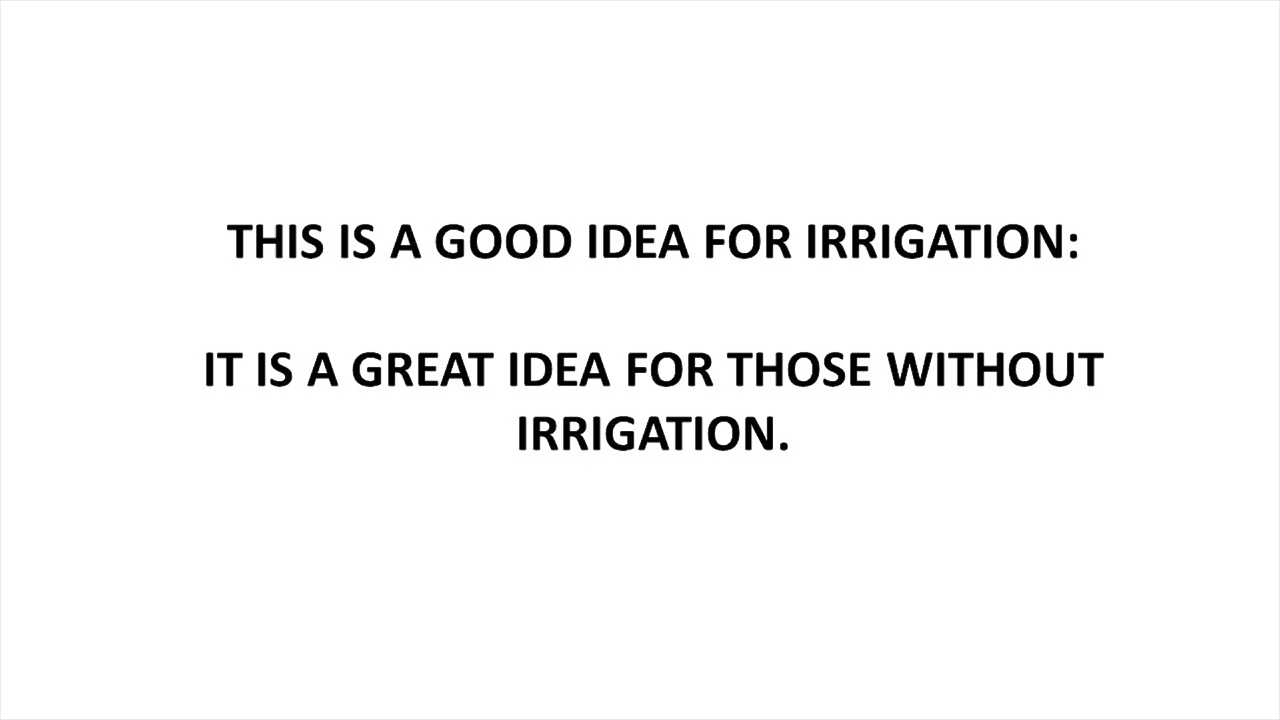 THIS IS A GOOD IDEA FOR IRRIGATION:
IT IS A GREAT IDEA FOR THOSE WITHOUT
IRRIGATION.